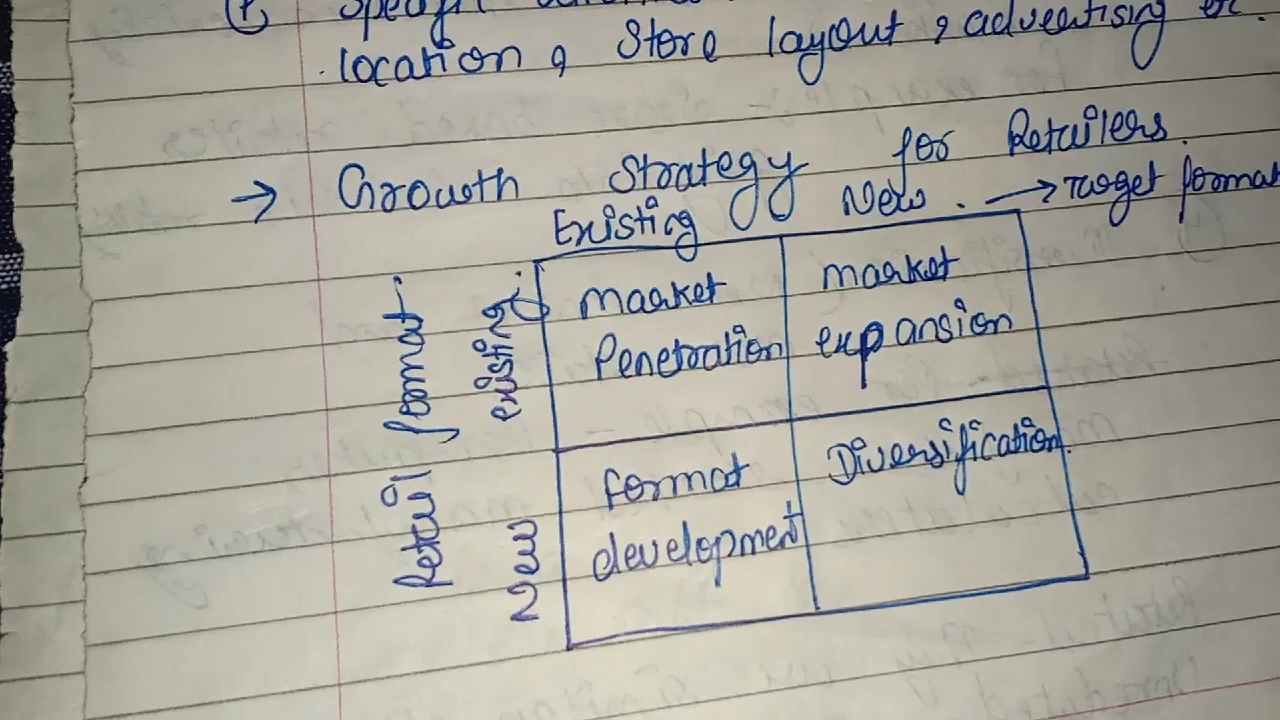 location, Store layout, advertising etc.
→ Growth Strategy for Retailers.
Existing New. → Target format
Retail format
existing
market Penetration
market expansion
New
format development
Diversification.